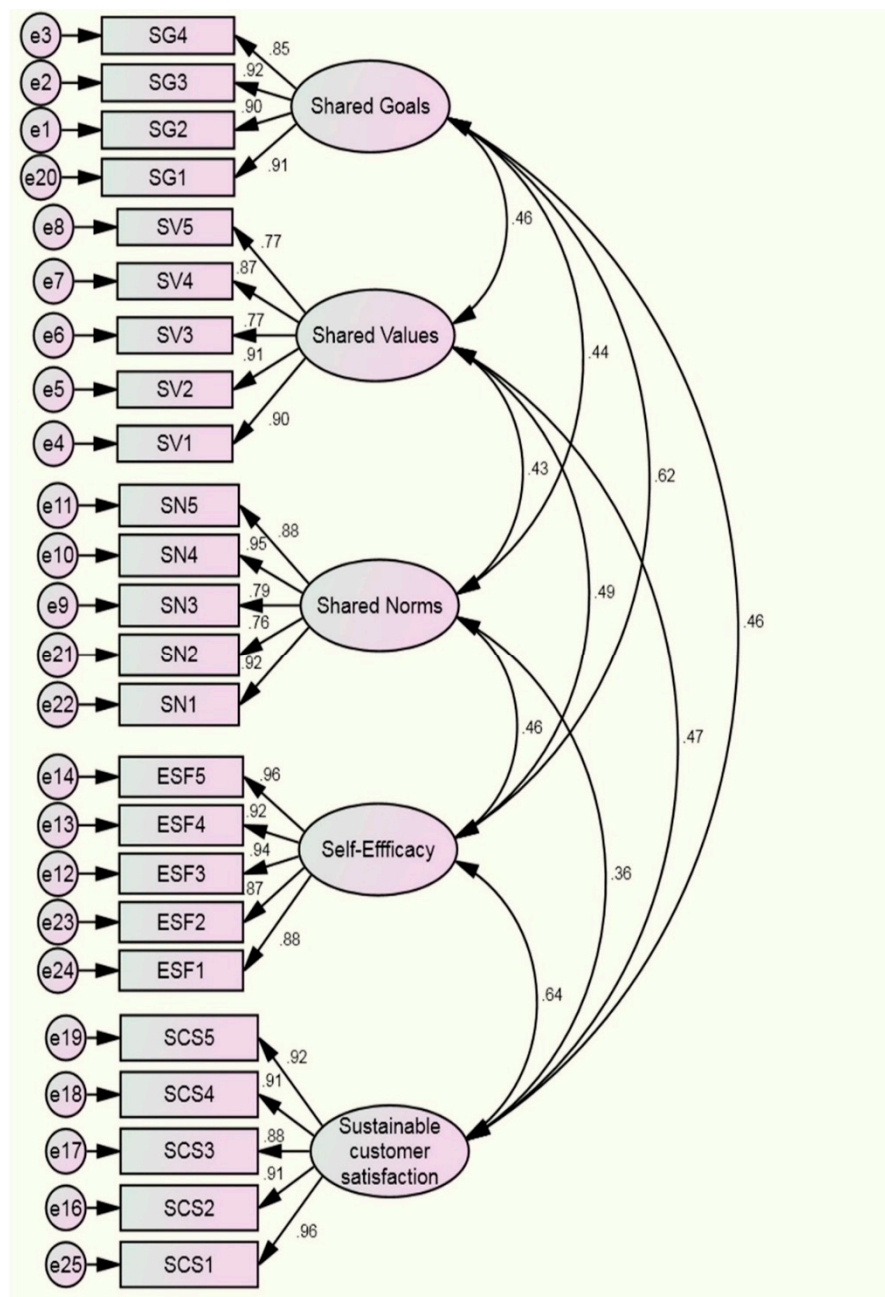 e3 SG4 .85
e2 SG3 .92
Shared Goals
e1 SG2 .90
e20 SG1 .91
.46
e8 SV5 .77
e7 SV4 .87
e6 SV3 .77
Shared Values
.44
e5 SV2 .91
e4 SV1 .90
.43
.62
e11 SN5 .88
e10 SN4 .95
e9 SN3 .79
Shared Norms
.49
.46
e21 SN2 .76
e22 SN1 .92
.46
.47
e14 ESF5 .96
e13 ESF4 .92
Self-Effficacy
e12 ESF3 .94
.36
e23 ESF2 .87
e24 ESF1 .88
.64
e19 SCS5 .92
e18 SCS4 .91
Sustainable
customer
satisfaction
e17 SCS3 .88
e16 SCS2 .91
e25 SCS1 .96